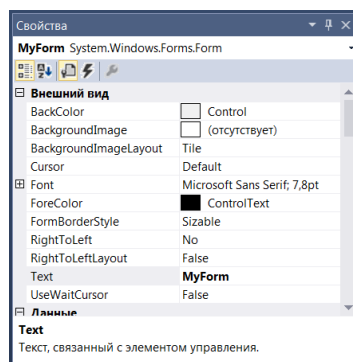 Свойства
MyForm System.Windows.Forms.Form
Внешний вид
BackColor Control
BackgroundImage (отсутствует)
BackgroundImageLayout Tile
Cursor Default
Font Microsoft Sans Serif; 7,8pt
ForeColor ControlText
FormBorderStyle Sizable
RightToLeft No
RightToLeftLayout False
Text MyForm
UseWaitCursor False
Данные
Text
Текст, связанный с элементом управления.